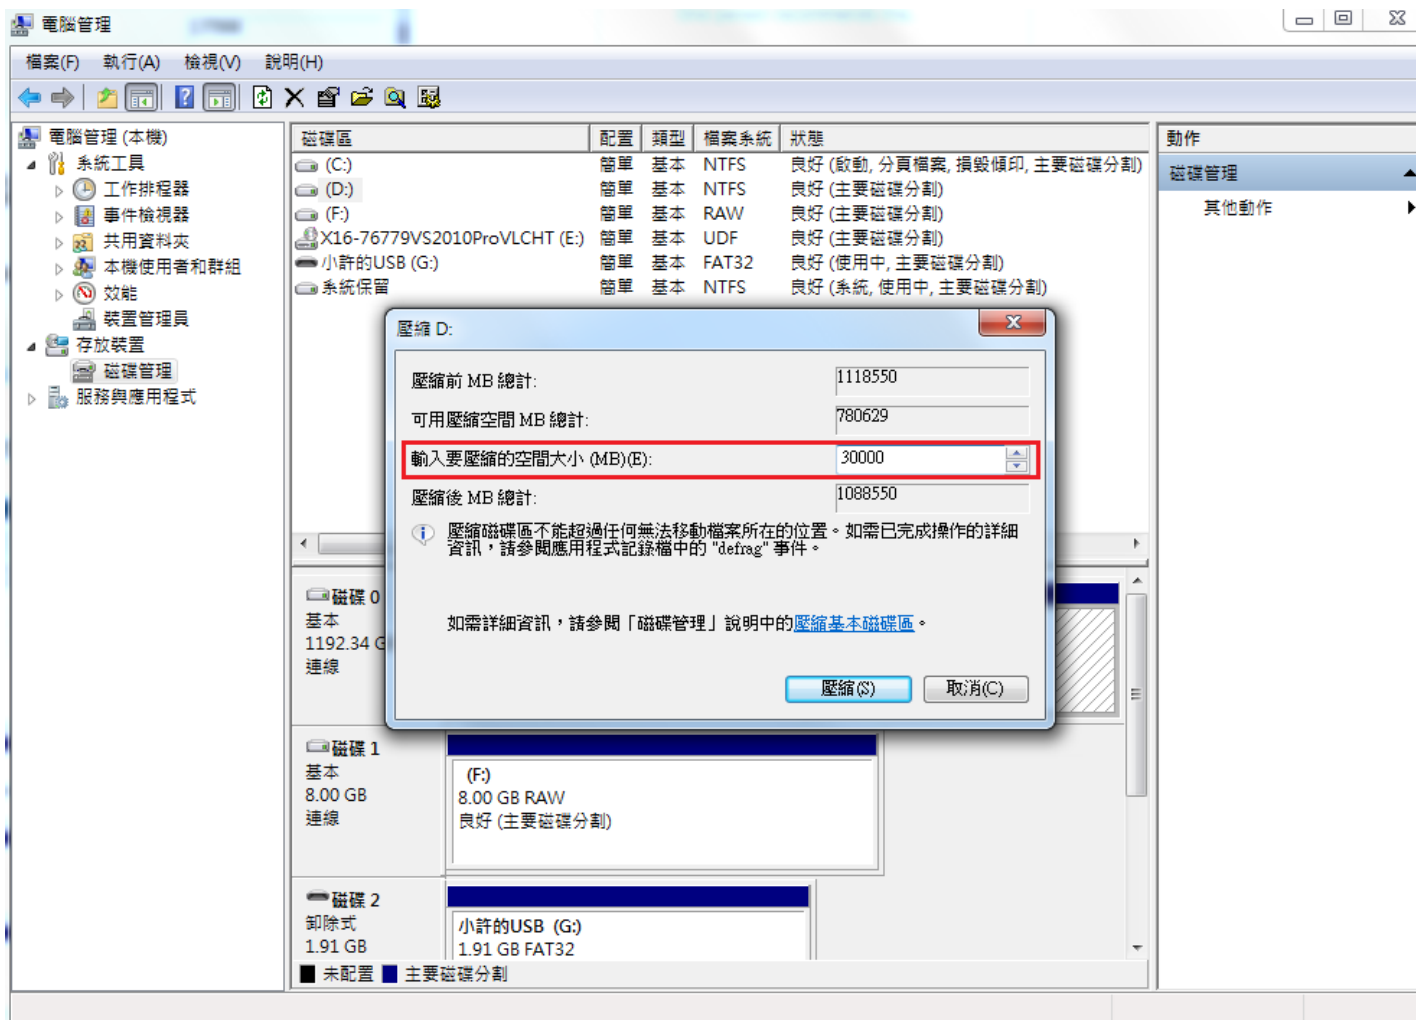 電腦管理
檔案(F) 執行(A) 檢視(V) 說明(H)
電腦管理 (本機)
系統工具
工作排程器
事件檢視器
共用資料夾
本機使用者和群組
效能
裝置管理員
存放裝置
磁碟管理
服務與應用程式
磁碟區 配置 類型 檔案系統 狀態
(C:) 簡單 基本 NTFS 良好 (啟動, 分頁檔案, 損毀傾印, 主要磁碟分割)
(D:) 簡單 基本 NTFS 良好 (主要磁碟分割)
(F:) 簡單 基本 RAW 良好 (主要磁碟分割)
X16-76779VS2010ProVLCHT (E:) 簡單 基本 UDF 良好 (主要磁碟分割)
小許的USB (G:) 簡單 基本 FAT32 良好 (使用中, 主要磁碟分割)
系統保留 簡單 基本 NTFS 良好 (系統, 使用中, 主要磁碟分割)
動作
磁碟管理
其他動作
壓縮 D:
壓縮前 MB 總計: 1118550
可用壓縮空間 MB 總計: 780629
輸入要壓縮的空間大小 (MB)(E): 30000
壓縮後 MB 總計: 1088550
壓縮磁碟區不能超過任何無法移動檔案所在的位置。如需已完成操作的詳細
資訊，請參閱應用程式記錄檔中的 "defrag" 事件。
如需詳細資訊，請參閱「磁碟管理」說明中的壓縮基本磁碟區。
壓縮(S) 取消(C)
磁碟 0
基本
1192.34 G
連線
磁碟 1
基本
8.00 GB
連線
(F:)
8.00 GB RAW
良好 (主要磁碟分割)
磁碟 2
卸除式
1.91 GB
小許的USB (G:)
1.91 GB FAT32
未配置 主要磁碟分割